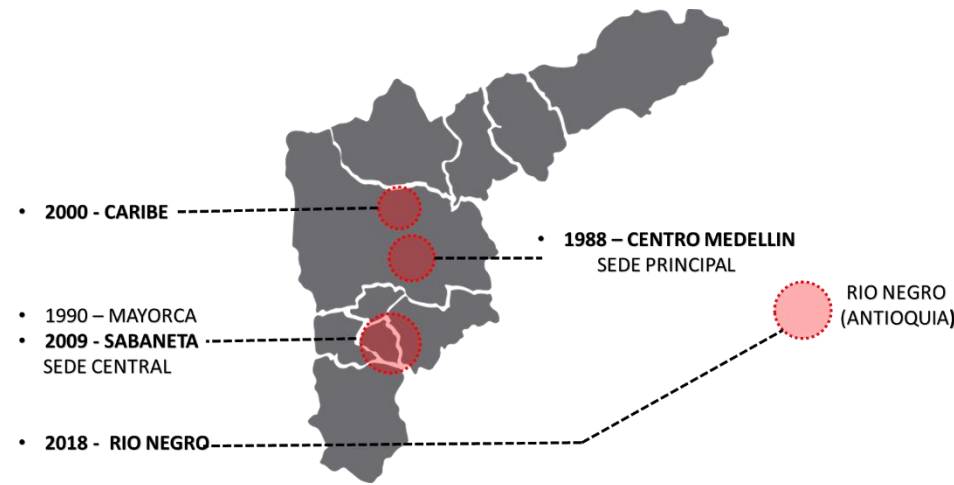 • 2000 - CARIBE
• 1988 – CENTRO MEDELLIN
SEDE PRINCIPAL
• 1990 – MAYORCA
• 2009 - SABANETA
SEDE CENTRAL
RIO NEGRO
(ANTIOQUIA)
• 2018 - RIO NEGRO